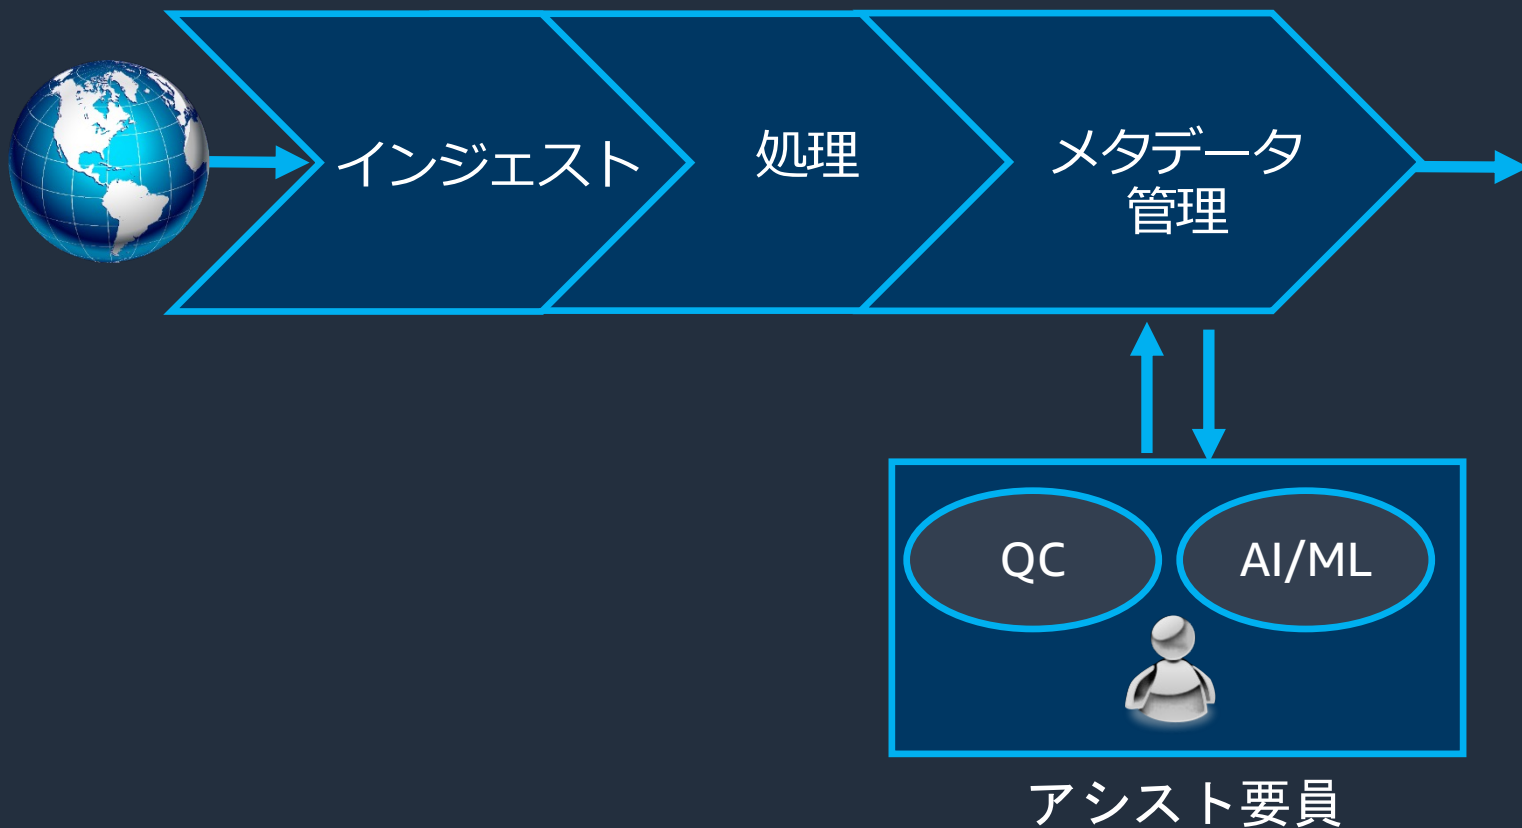 インジェスト
処理
メタデータ
管理
QC
AI/ML
アシスト要員